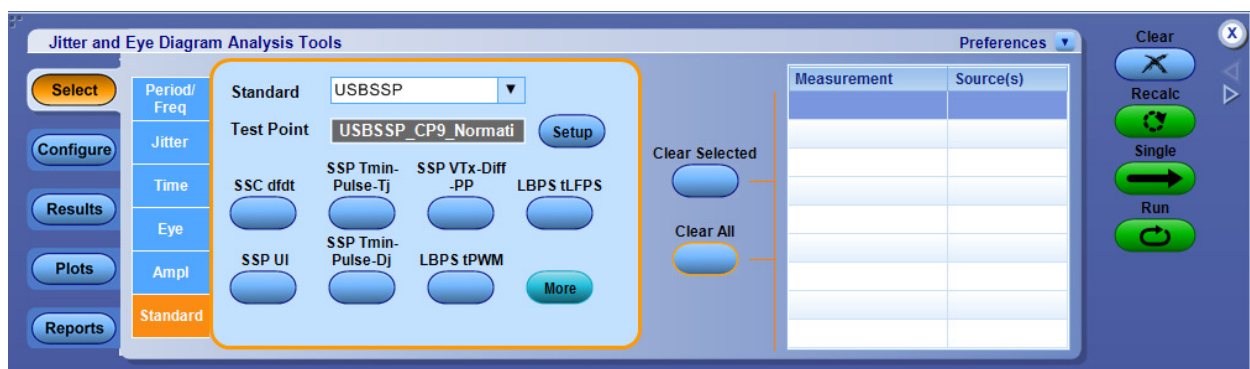 Jitter and Eye Diagram Analysis Tools
Preferences
Clear
X
Select
Configure
Results
Plots
Reports
Period/
Freq
Jitter
Time
Eye
Ampl
Standard
Standard
USBSSP
Test Point
USBSSP_CP9_Normati
Setup
SSC dfdt
SSP Tmin-
Pulse-Tj
SSP VTx-Diff
-PP
LBPS tLFPS
SSP UI
SSP Tmin-
Pulse-Dj
LBPS tPWM
More
Clear Selected
Clear All
Measurement
Source(s)
Recalc
Single
Run